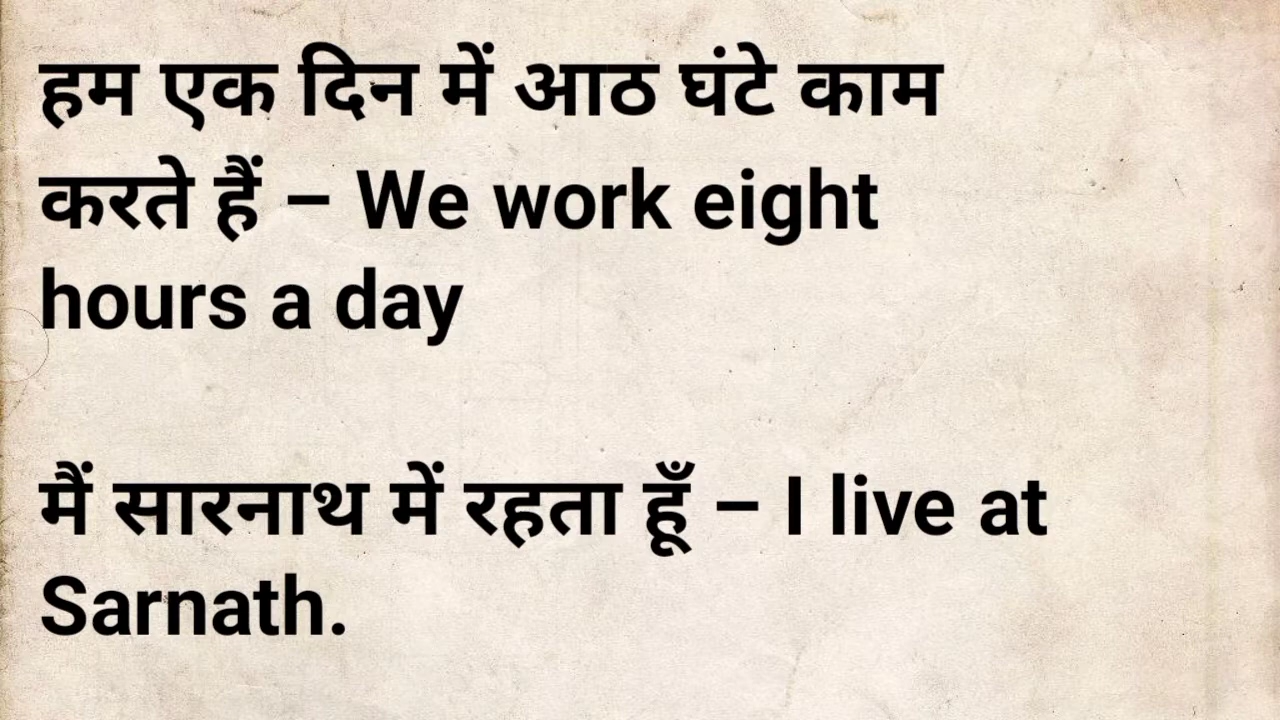 हम एक दिन में आठ घंटे काम
करते हैं – We work eight
hours a day
मैं सारनाथ में रहता हूँ – I live at
Sarnath.